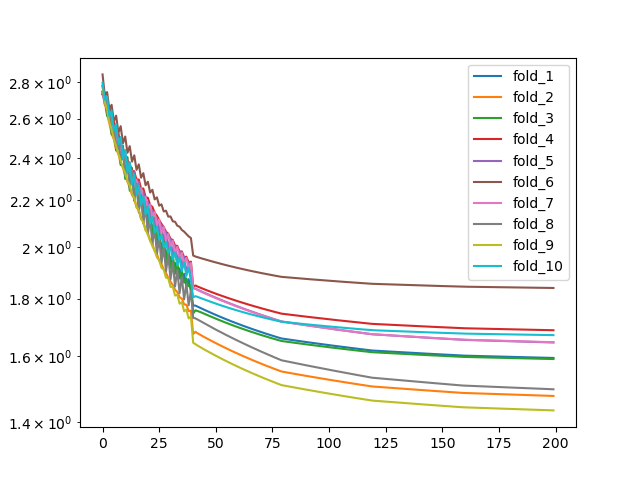 2.8 × 10⁰
2.6 × 10⁰
2.4 × 10⁰
2.2 × 10⁰
2 × 10⁰
1.8 × 10⁰
1.6 × 10⁰
1.4 × 10⁰
fold_1
fold_2
fold_3
fold_4
fold_5
fold_6
fold_7
fold_8
fold_9
fold_10
0 25 50 75 100 125 150 175 200